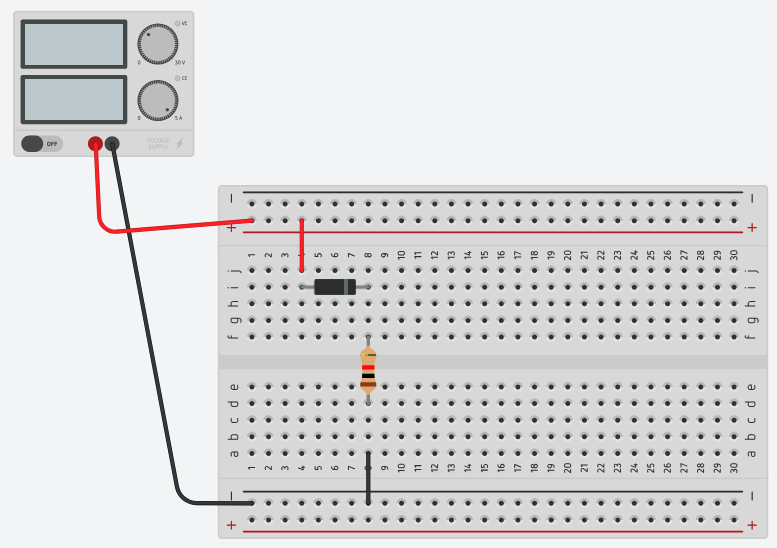 VC
0 30 V
CC
0 5 A
OFF
VOLTAGE
SUPPLY
− −
+ +
1 2 3 4 5 6 7 8 9 10 11 12 13 14 15 16 17 18 19 20 21 22 23 24 25 26 27 28 29 30
j j
i i
h h
g g
f f
e e
d d
c c
b b
a a
1 2 3 4 5 6 7 8 9 10 11 12 13 14 15 16 17 18 19 20 21 22 23 24 25 26 27 28 29 30
− −
+ +